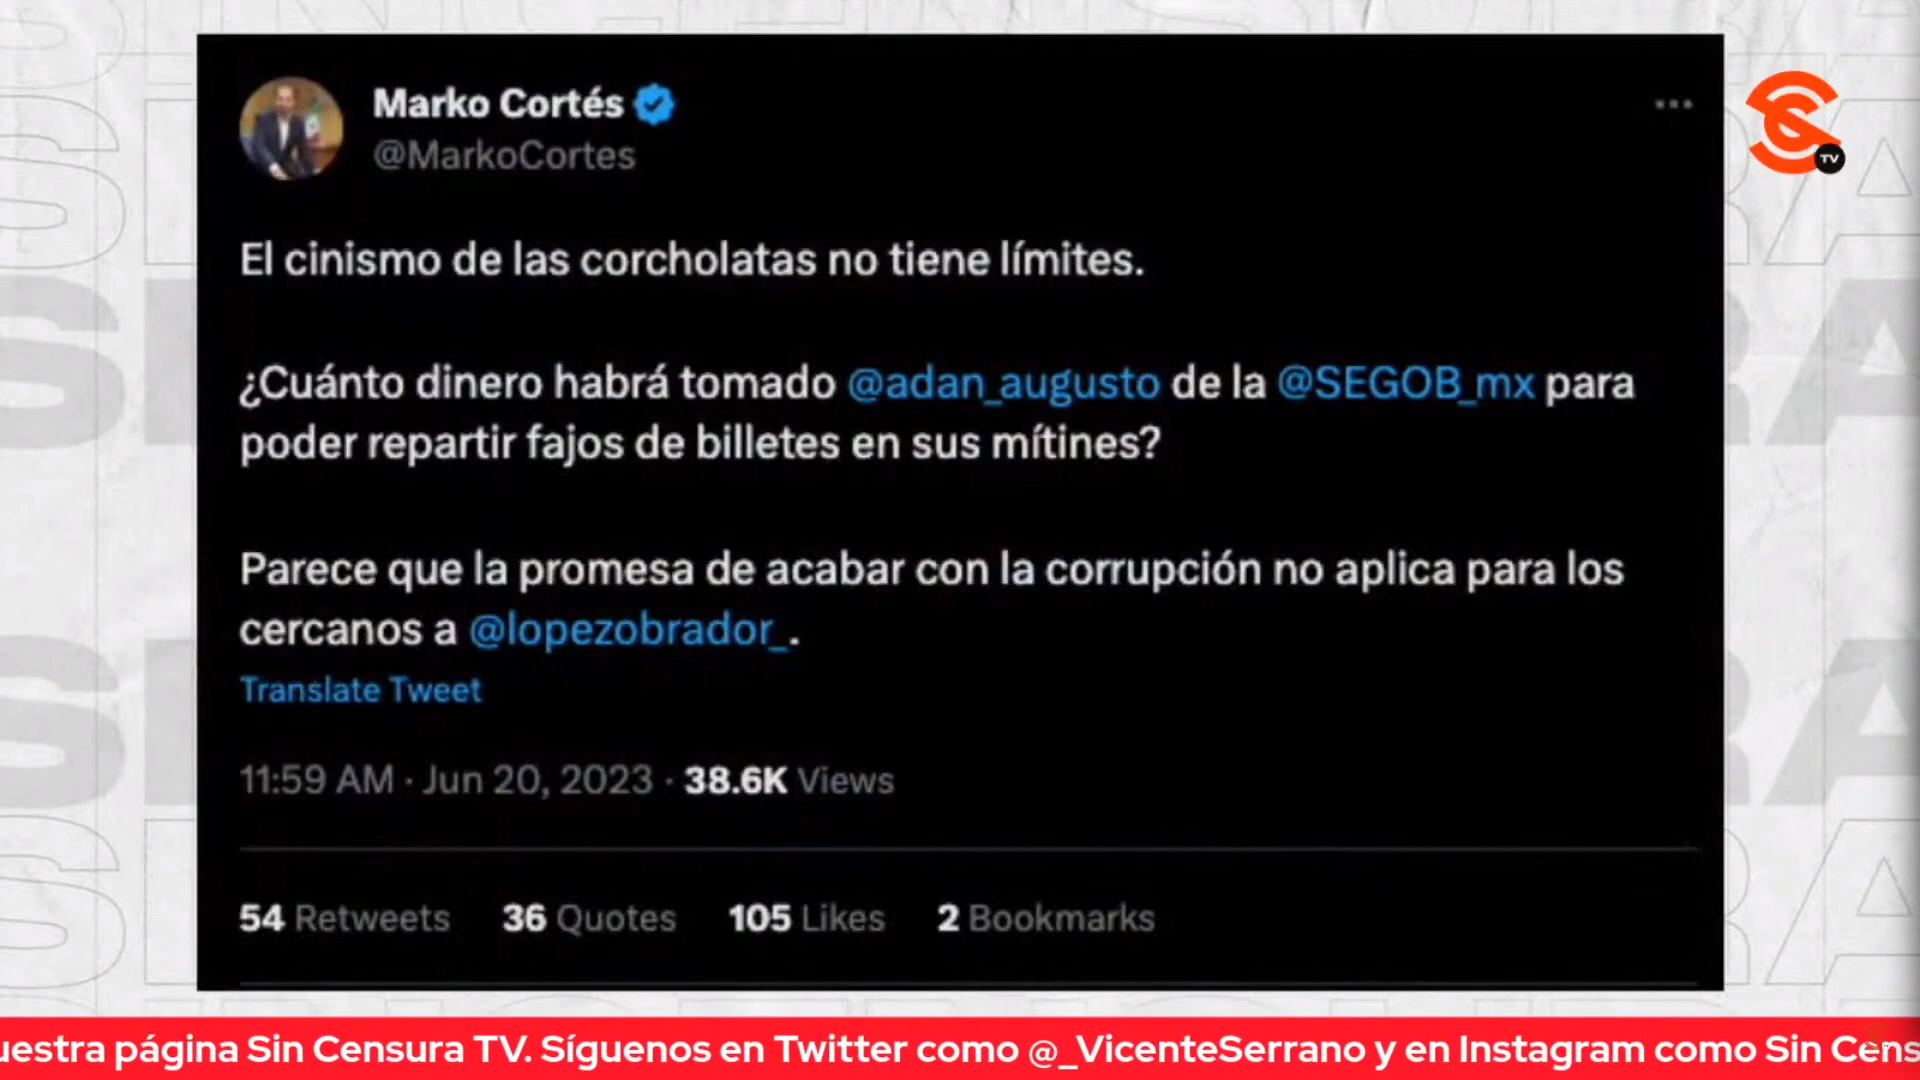 Marko Cortés
@MarkoCortes
TV
El cinismo de las corcholatas no tiene límites.
¿Cuánto dinero habrá tomado @adan_augusto de la @SEGOB_mx para
poder repartir fajos de billetes en sus mítines?
Parece que la promesa de acabar con la corrupción no aplica para los
cercanos a @lopezobrador_.
Translate Tweet
11:59 AM · Jun 20, 2023 · 38.6K Views
54 Retweets 36 Quotes 105 Likes 2 Bookmarks
uestra página Sin Censura TV. Síguenos en Twitter como @_VicenteSerrano y en Instagram como Sin Cens